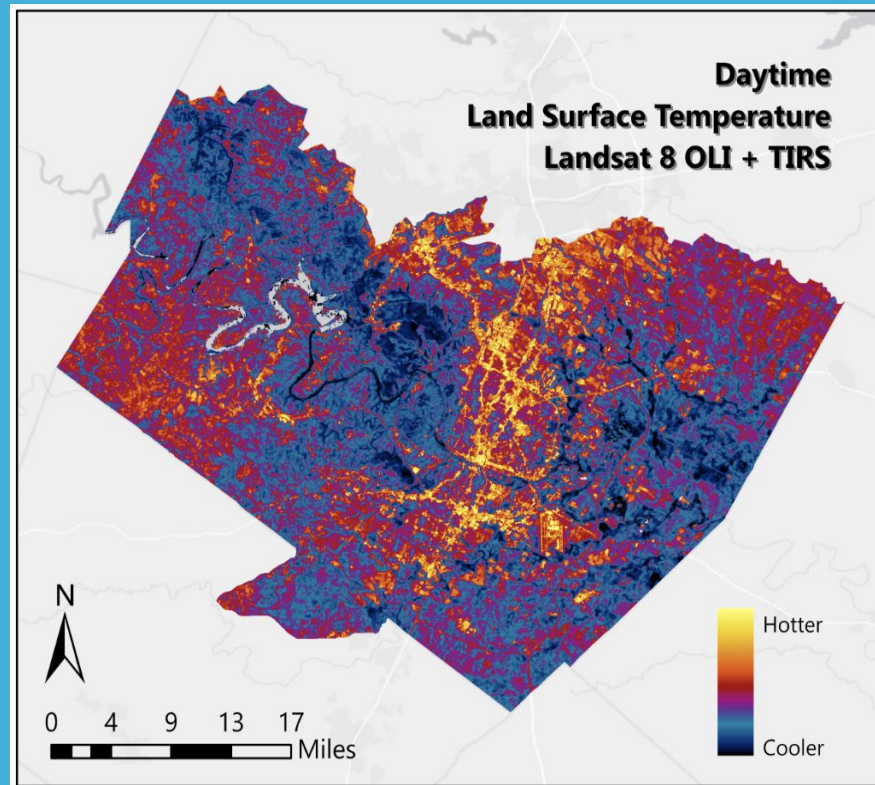 Daytime
Land Surface Temperature
Landsat 8 OLI + TIRS
N
0 4 9 13 17
Miles
Hotter
Cooler